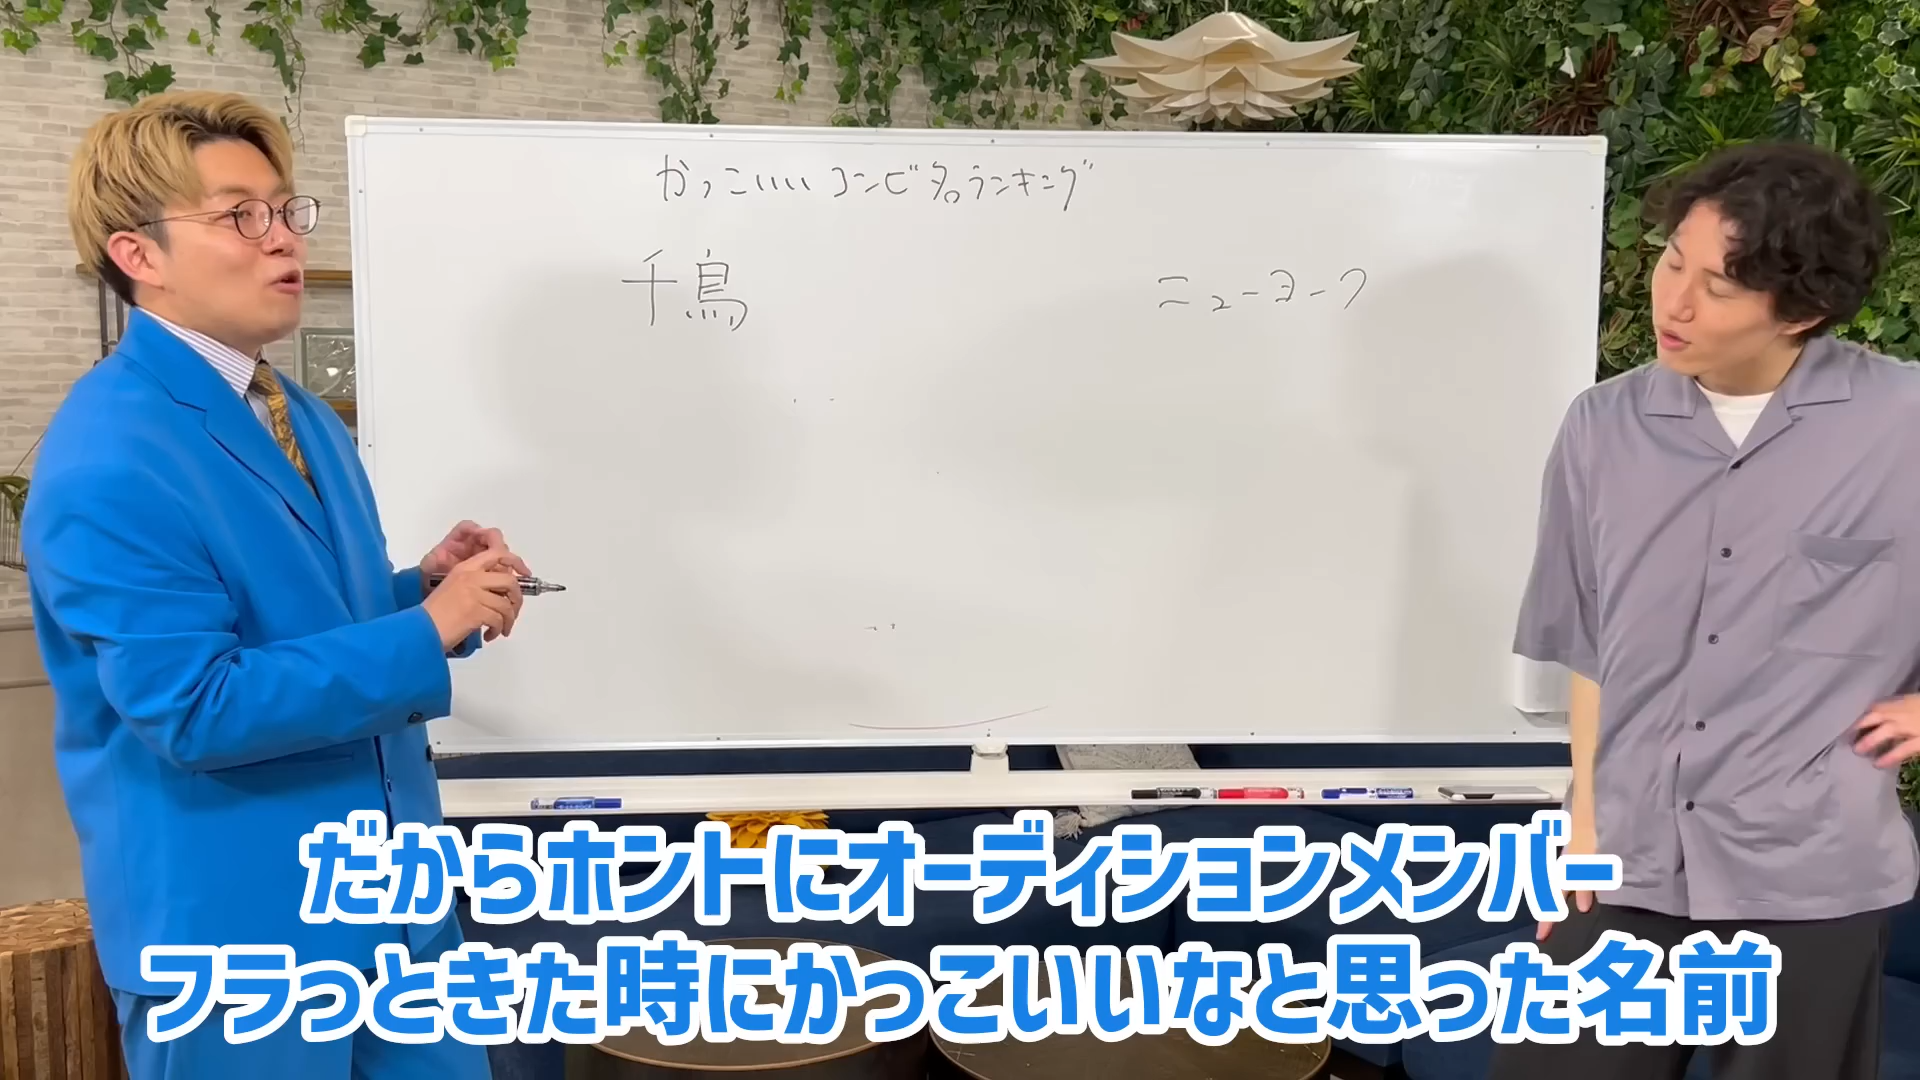 かっこいいコンビ名ランキング
千鳥
ニューヨーク
だからホントにオーディションメンバー
フラっときた時にかっこいいなと思った名前